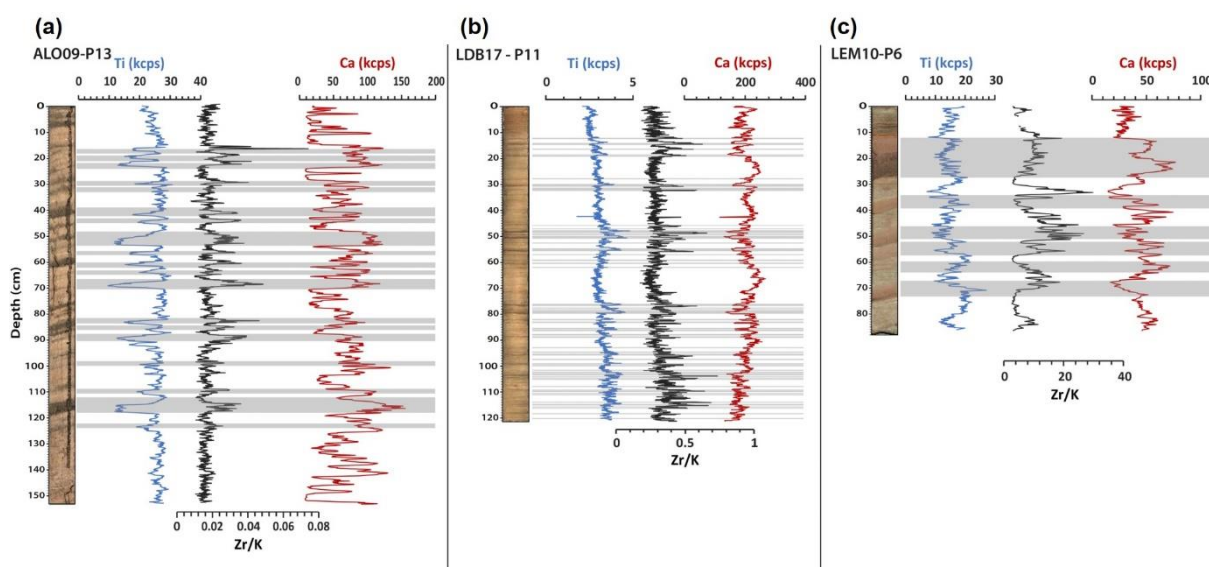 (a)
ALO09-P13
Ti (kcps)
Ca (kcps)
0 10 20 30 40
0 50 100 150 200
Depth (cm)
0
10
20
30
40
50
60
70
80
90
100
110
120
130
140
150
0 0.02 0.04 0.06 0.08
Zr/K
(b)
LDB17 - P11
Ti (kcps)
Ca (kcps)
0 5
0 200 400
0
10
20
30
40
50
60
70
80
90
100
110
120
0 0.5 1
Zr/K
(c)
LEM10-P6
Ti (kcps)
Ca (kcps)
0 10 20 30
0 50 100
0
10
20
30
40
50
60
70
80
0 20 40
Zr/K